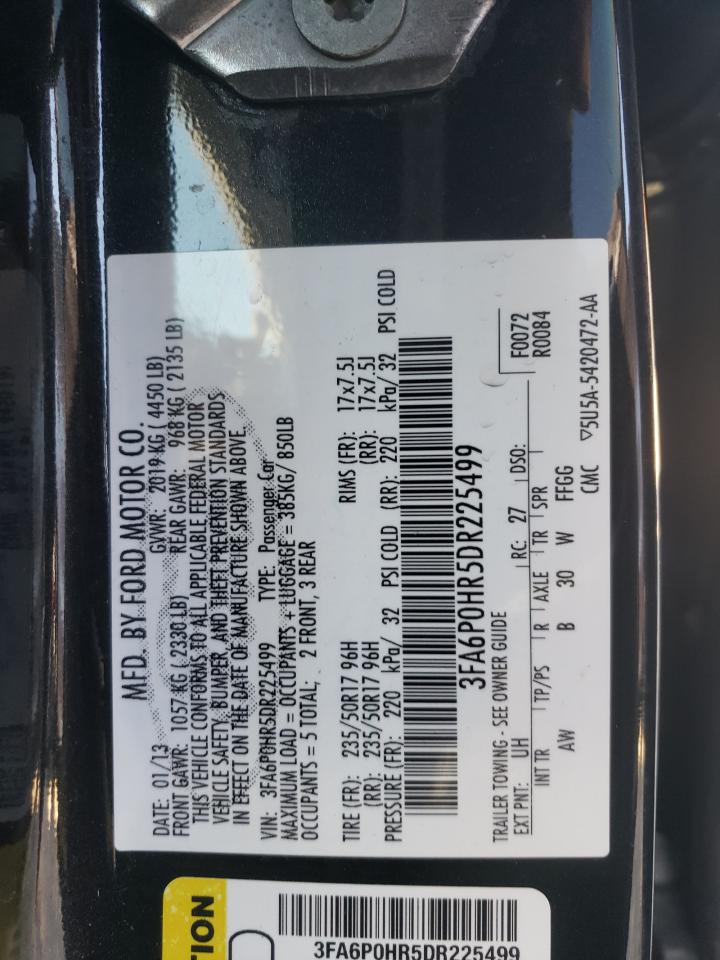 MFD. BY FORD MOTOR CO.
DATE: 01/13 GVWR: 2019 KG ( 4450 LB)
FRONT GAWR: 1057 KG ( 2330 LB) REAR GAWR: 968 KG ( 2135 LB)
THIS VEHICLE CONFORMS TO ALL APPLICABLE FEDERAL MOTOR
VEHICLE SAFETY, BUMPER, AND THEFT PREVENTION STANDARDS
IN EFFECT ON THE DATE OF MANUFACTURE SHOWN ABOVE.
VIN: 3FA6P0HR5DR225499 TYPE: Passenger Car
MAXIMUM LOAD = OCCUPANTS + LUGGAGE = 385KG/ 850LB
OCCUPANTS = 5 TOTAL; 2 FRONT, 3 REAR
TIRE (FR): 235/50R17 96H RIMS (FR): 17x7.5J
(RR): 235/50R17 96H (RR): 17x7.5J
PRESSURE (FR): 220 kPa/ 32 PSI COLD (RR): 220 kPa/ 32 PSI COLD
3FA6P0HR5DR225499
TRAILER TOWING - SEE OWNER GUIDE F0072
R0084
EXT PNT: UH RC: 27 DSO:
INT TR TP/PS R AXLE TR SPR
AW B 30 W FFGG
CMC ▽5U5A-5420472-AA
3FA6P0HR5DR225499